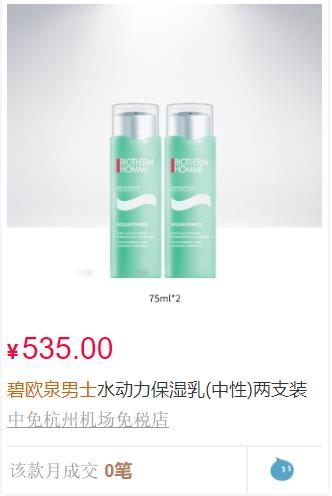 BIOTHERM
HOMME
AQUAPOWER
BIOTHERM
HOMME
AQUAPOWER
75ml*2
¥535.00
碧欧泉男士水动力保湿乳(中性)两支装
中免杭州机场免税店
该款月成交 0笔